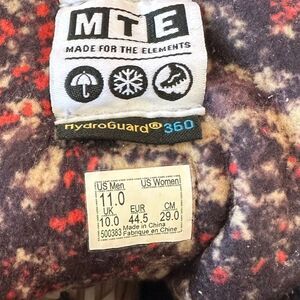 MTE
MADE FOR THE ELEMENTS
HydroGuard® 360
US Men US Women
11.0
UK EUR CM
10.0 44.5 29.0
Made in China
500383 Fabrique en Chine